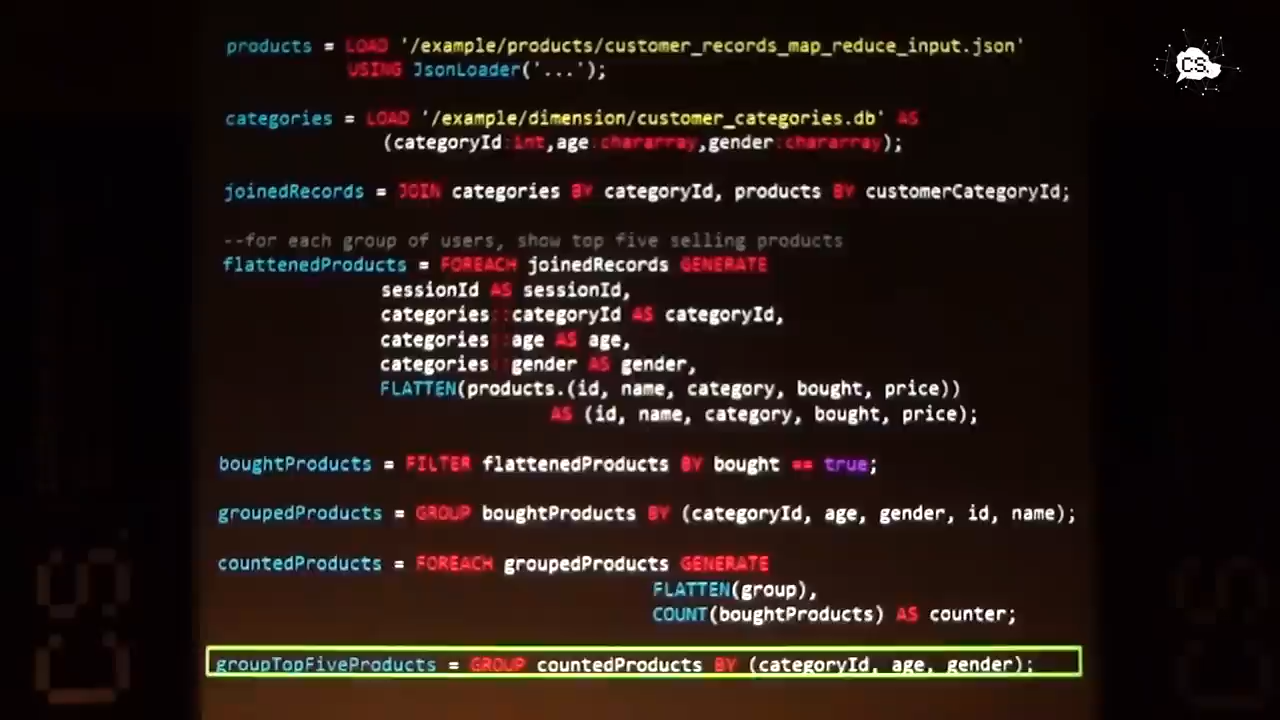 CS.
products = LOAD '/example/products/customer_records_map_reduce_input.json'
USING JsonLoader('...');
categories = LOAD '/example/dimension/customer_categories.db' AS
(categoryId:int,age:chararray,gender:chararray);
joinedRecords = JOIN categories BY categoryId, products BY customerCategoryId;
--for each group of users, show top five selling products
flattenedProducts = FOREACH joinedRecords GENERATE
sessionId AS sessionId,
categories::categoryId AS categoryId,
categories::age AS age,
categories::gender AS gender,
FLATTEN(products.(id, name, category, bought, price))
AS (id, name, category, bought, price);
boughtProducts = FILTER flattenedProducts BY bought == true;
groupedProducts = GROUP boughtProducts BY (categoryId, age, gender, id, name);
countedProducts = FOREACH groupedProducts GENERATE
FLATTEN(group),
COUNT(boughtProducts) AS counter;
groupTopFiveProducts = GROUP countedProducts BY (categoryId, age, gender);
CS.
CS